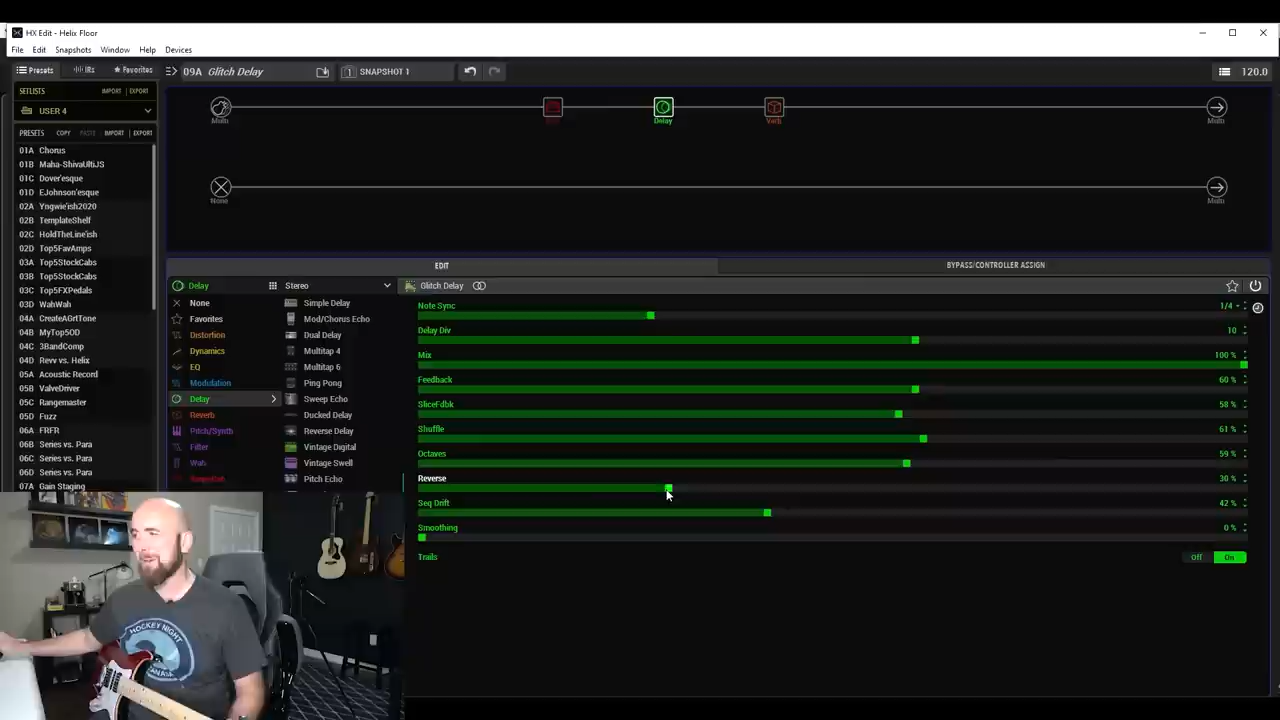 HX Edit - Helix Floor
File Edit Snapshots Window Help Devices
Presets IRs Favorites
09A Glitch Delay
1 SNAPSHOT 1
120.0
SETLISTS IMPORT EXPORT
USER 4
PRESETS COPY PASTE IMPORT EXPORT
01A Chorus
01B Maha-ShivaUltiJS
01C Dover'esque
01D EJohnson'esque
02A Yngwie'ish2020
02B TemplateShelf
02C HoldTheLine'ish
02D Top5FavAmps
03A Top5StockCabs
03B Top5StockCabs
03C Top5FXPedals
03D WahWah
04A CreateAGrtTone
04B MyTop5OD
04C 3BandComp
04D Revv vs. Helix
05A Acoustic Record
05B ValveDriver
05C Rangemaster
05D Fuzz
06A FRFR
06B Series vs. Para
06C Series vs. Para
06D Series vs. Para
07A Gain Staging
Multi
Delay
Verb
Multi
None
Multi
EDIT
BYPASS/CONTROLLER ASSIGN
Delay
None
Favorites
Distortion
Dynamics
EQ
Modulation
Delay
Reverb
Pitch/Synth
Filter
Wah
Stereo
Simple Delay
Mod/Chorus Echo
Dual Delay
Multitap 4
Multitap 6
Ping Pong
Sweep Echo
Ducked Delay
Reverse Delay
Vintage Digital
Vintage Swell
Pitch Echo
Glitch Delay
Note Sync 1/4
Delay Div 10
Mix 100 %
Feedback 60 %
SliceFdbk 58 %
Shuffle 61 %
Octaves 59 %
Reverse 30 %
Seq Drift 42 %
Smoothing 0 %
Trails Off On
HOCKEY NIGHT
CANADA